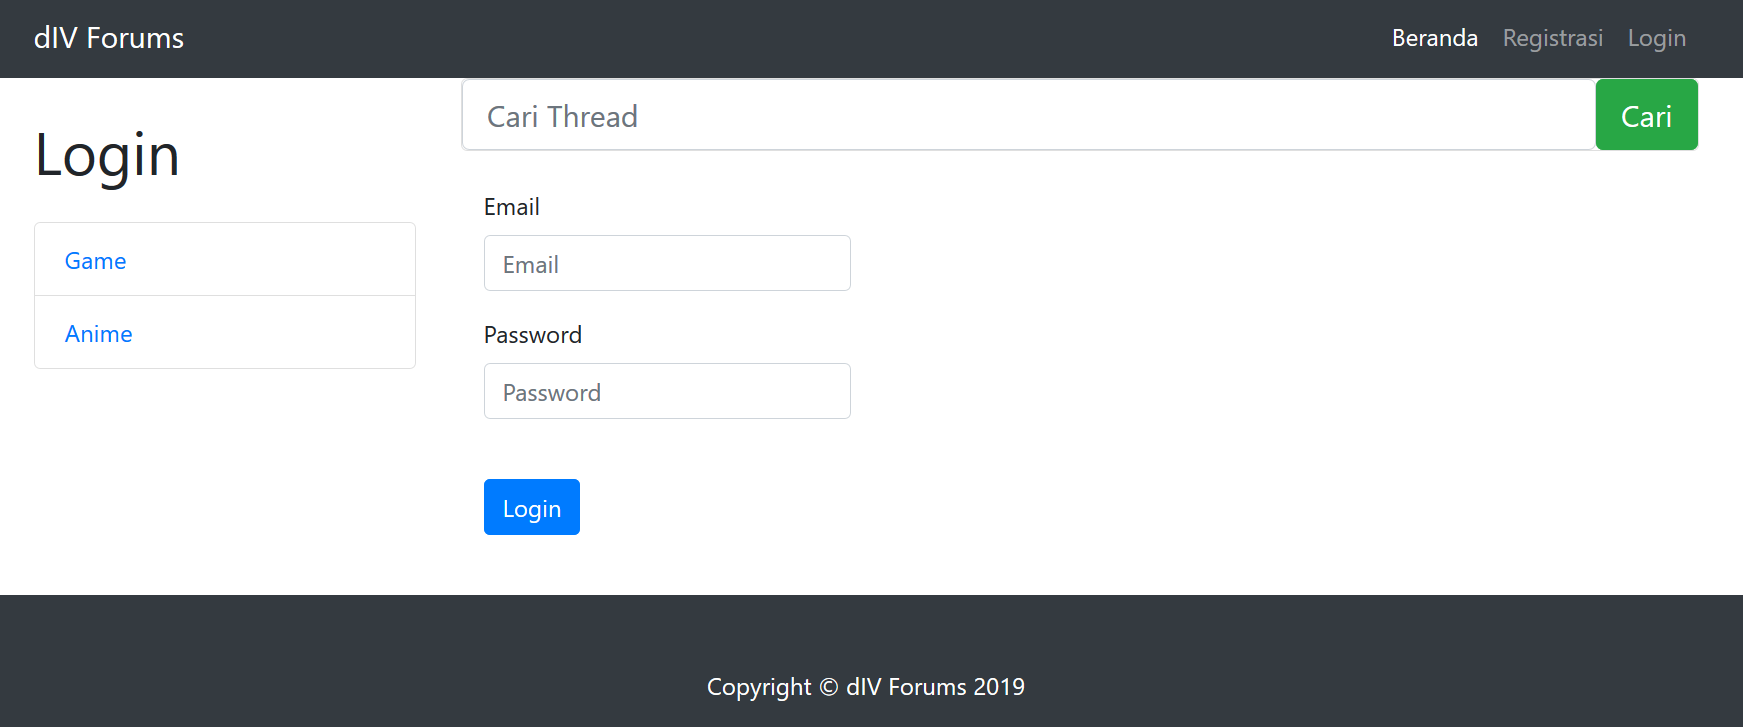 dIV Forums
Beranda Registrasi Login
Cari Thread Cari
Login
Game
Anime
Email
Email
Password
Password
Login
Copyright © dIV Forums 2019